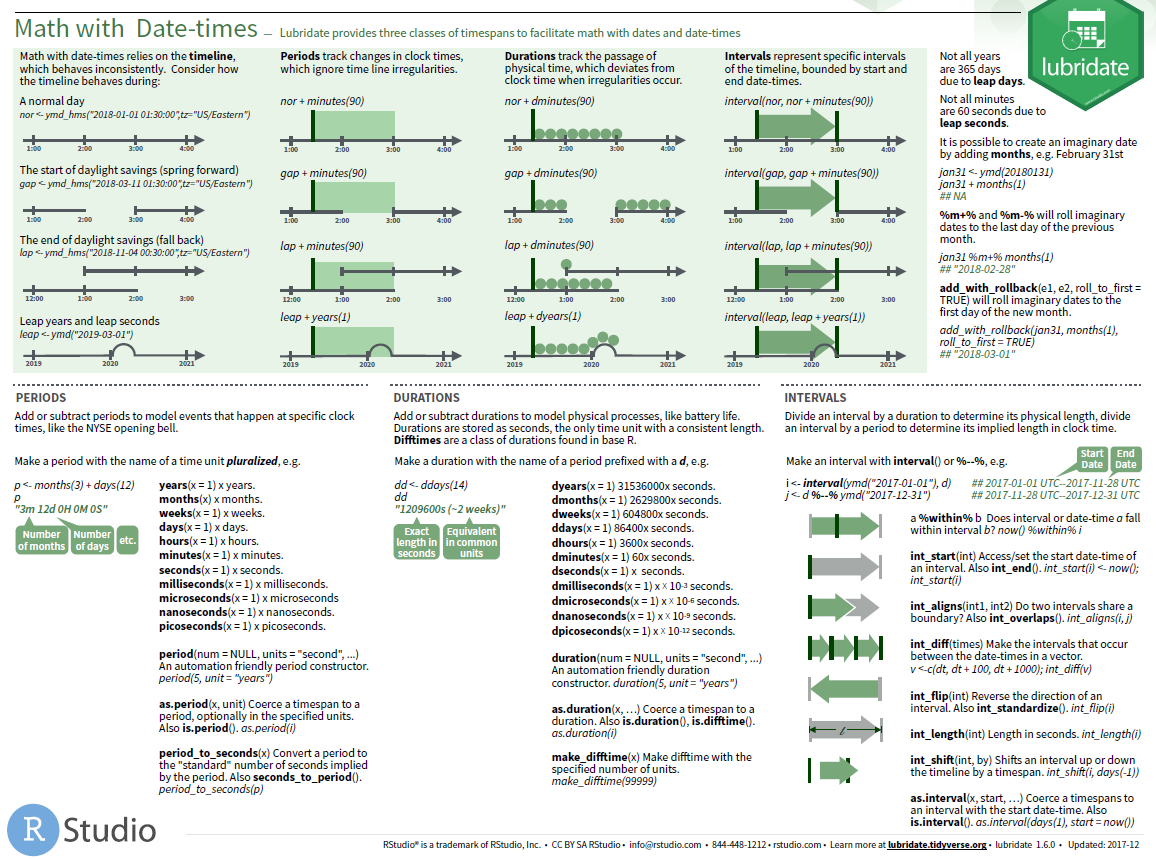 Math with Date-times – Lubridate provides three classes of timespans to facilitate math with dates and date-times
lubridate
Math with date-times relies on the timeline,
which behaves inconsistently. Consider how
the timeline behaves during:
A normal day
nor <- ymd_hms("2018-01-01 01:30:00",tz="US/Eastern")
1:00 2:00 3:00 4:00
The start of daylight savings (spring forward)
gap <- ymd_hms("2018-03-11 01:30:00",tz="US/Eastern")
1:00 2:00 3:00 4:00
The end of daylight savings (fall back)
lap <- ymd_hms("2018-11-04 00:30:00",tz="US/Eastern")
12:00 1:00 2:00 3:00
Leap years and leap seconds
leap <- ymd("2019-03-01")
2019 2020 2021
Periods track changes in clock times,
which ignore time line irregularities.
nor + minutes(90)
1:00 2:00 3:00 4:00
gap + minutes(90)
1:00 2:00 3:00 4:00
lap + minutes(90)
12:00 1:00 2:00 3:00
leap + years(1)
2019 2020 2021
Durations track the passage of
physical time, which deviates from
clock time when irregularities occur.
nor + dminutes(90)
1:00 2:00 3:00 4:00
gap + dminutes(90)
1:00 2:00 3:00 4:00
lap + dminutes(90)
12:00 1:00 2:00 3:00
leap + dyears(1)
2019 2020 2021
Intervals represent specific intervals
of the timeline, bounded by start and
end date-times.
interval(nor, nor + minutes(90))
1:00 2:00 3:00 4:00
interval(gap, gap + minutes(90))
1:00 2:00 3:00 4:00
interval(lap, lap + minutes(90))
12:00 1:00 2:00 3:00
interval(leap, leap + years(1))
2019 2020 2021
Not all years
are 365 days
due to leap days.
Not all minutes
are 60 seconds due to
leap seconds.
It is possible to create an imaginary date
by adding months, e.g. February 31st
jan31 <- ymd(20180131)
jan31 + months(1)
## NA
%m+% and %m-% will roll imaginary
dates to the last day of the previous
month.
jan31 %m+% months(1)
## "2018-02-28"
add_with_rollback(e1, e2, roll_to_first =
TRUE) will roll imaginary dates to the
first day of the new month.
add_with_rollback(jan31, months(1),
roll_to_first = TRUE)
## "2018-03-01"
PERIODS
Add or subtract periods to model events that happen at specific clock
times, like the NYSE opening bell.
Make a period with the name of a time unit pluralized, e.g.
p <- months(3) + days(12)
p
"3m 12d 0H 0M 0S"
Number
of months
Number
of days
etc.
years(x = 1) x years.
months(x) x months.
weeks(x = 1) x weeks.
days(x = 1) x days.
hours(x = 1) x hours.
minutes(x = 1) x minutes.
seconds(x = 1) x seconds.
milliseconds(x = 1) x milliseconds.
microseconds(x = 1) x microseconds
nanoseconds(x = 1) x nanoseconds.
picoseconds(x = 1) x picoseconds.
period(num = NULL, units = "second", ...)
An automation friendly period constructor.
period(5, unit = "years")
as.period(x, unit) Coerce a timespan to a
period, optionally in the specified units.
Also is.period(). as.period(i)
period_to_seconds(x) Convert a period to
the "standard" number of seconds implied
by the period. Also seconds_to_period().
period_to_seconds(p)
DURATIONS
Add or subtract durations to model physical processes, like battery life.
Durations are stored as seconds, the only time unit with a consistent length.
Difftimes are a class of durations found in base R.
Make a duration with the name of a period prefixed with a d, e.g.
dd <- ddays(14)
dd
"1209600s (~2 weeks)"
Exact
length in
seconds
Equivalent
in common
units
dyears(x = 1) 31536000x seconds.
dmonths(x = 1) 2629800x seconds.
dweeks(x = 1) 604800x seconds.
ddays(x = 1) 86400x seconds.
dhours(x = 1) 3600x seconds.
dminutes(x = 1) 60x seconds.
dseconds(x = 1) x seconds.
dmilliseconds(x = 1) x x 10⁻³ seconds.
dmicroseconds(x = 1) x x 10⁻⁶ seconds.
dnanoseconds(x = 1) x x 10⁻⁹ seconds.
dpicoseconds(x = 1) x x 10⁻¹² seconds.
duration(num = NULL, units = "second", ...)
An automation friendly duration
constructor. duration(5, unit = "years")
as.duration(x, …) Coerce a timespan to a
duration. Also is.duration(), is.difftime().
as.duration(i)
make_difftime(x) Make difftime with the
specified number of units.
make_difftime(99999)
INTERVALS
Divide an interval by a duration to determine its physical length, divide
an interval by a period to determine its implied length in clock time.
Start
Date
End
Date
Make an interval with interval() or %--%, e.g.
i <- interval(ymd("2017-01-01"), d) ## 2017-01-01 UTC--2017-11-28 UTC
j <- d %--% ymd("2017-12-31") ## 2017-11-28 UTC--2017-12-31 UTC
a %within% b Does interval or date-time a fall
within interval b? now() %within% i
int_start(int) Access/set the start date-time of
an interval. Also int_end(). int_start(i) <- now();
int_start(i)
int_aligns(int1, int2) Do two intervals share a
boundary? Also int_overlaps(). int_aligns(i, j)
int_diff(times) Make the intervals that occur
between the date-times in a vector.
v <-c(dt, dt + 100, dt + 1000); int_diff(v)
int_flip(int) Reverse the direction of an
interval. Also int_standardize(). int_flip(i)
l
int_length(int) Length in seconds. int_length(i)
int_shift(int, by) Shifts an interval up or down
the timeline by a timespan. int_shift(i, days(-1))
as.interval(x, start, …) Coerce a timespans to
an interval with the start date-time. Also
is.interval(). as.interval(days(1), start = now())
R Studio
RStudio® is a trademark of RStudio, Inc. • CC BY SA RStudio • info@rstudio.com • 844-448-1212 • rstudio.com • Learn more at lubridate.tidyverse.org • lubridate 1.6.0 • Updated: 2017-12